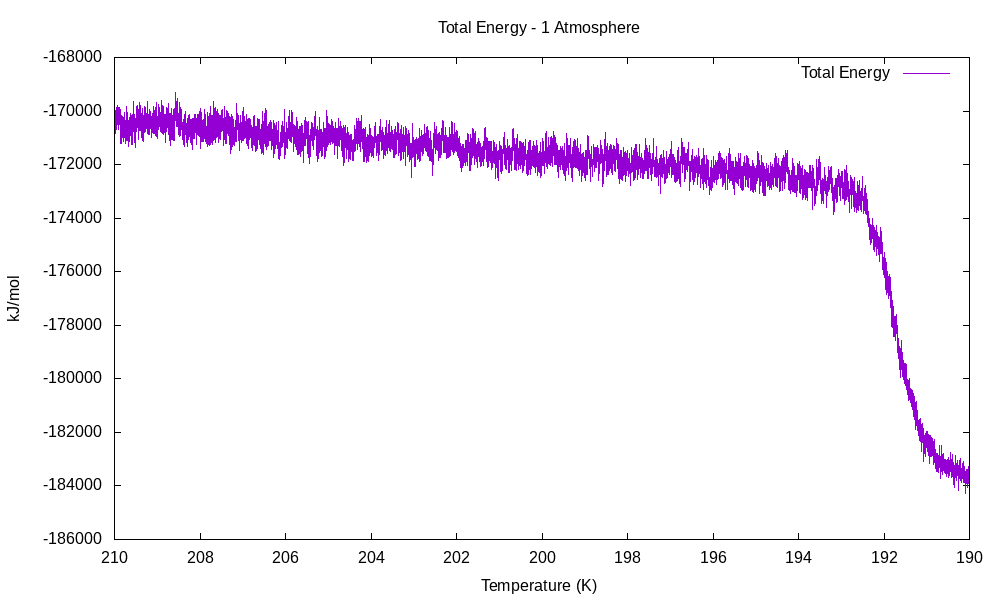 Total Energy - 1 Atmosphere
Total Energy
-168000
-170000
-172000
-174000
-176000
-178000
-180000
-182000
-184000
-186000
kJ/mol
210 208 206 204 202 200 198 196 194 192 190
Temperature (K)